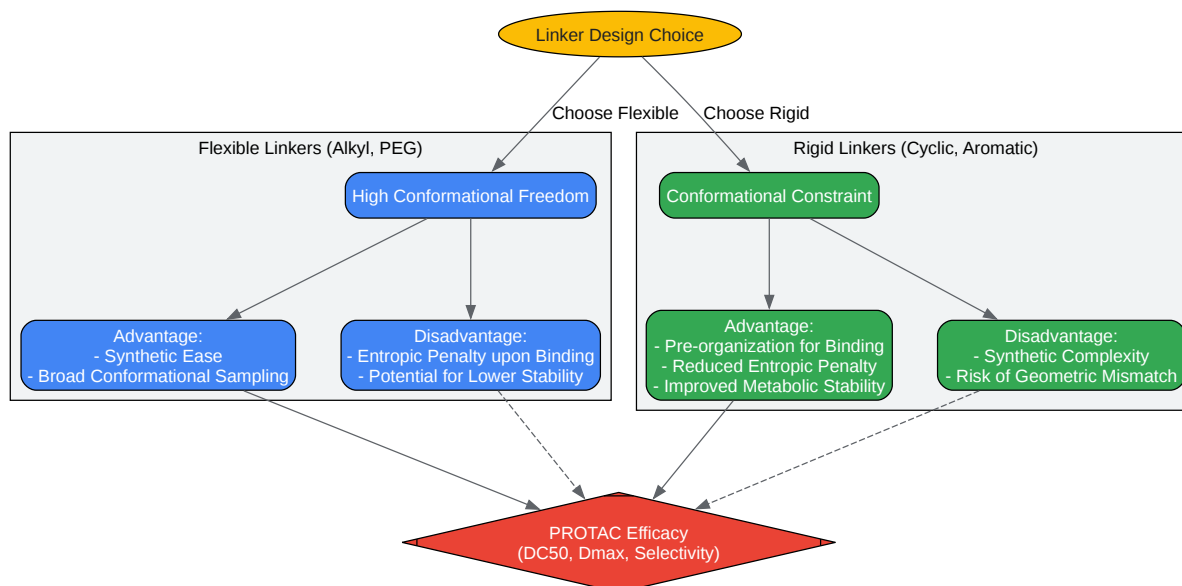 Linker Design Choice
Choose Flexible
Choose Rigid
Flexible Linkers (Alkyl, PEG)
High Conformational Freedom
Advantage:
- Synthetic Ease
- Broad Conformational Sampling
Disadvantage:
- Entropic Penalty upon Binding
- Potential for Lower Stability
Rigid Linkers (Cyclic, Aromatic)
Conformational Constraint
Advantage:
- Pre-organization for Binding
- Reduced Entropic Penalty
- Improved Metabolic Stability
Disadvantage:
- Synthetic Complexity
- Risk of Geometric Mismatch
PROTAC Efficacy
(DC50, Dmax, Selectivity)